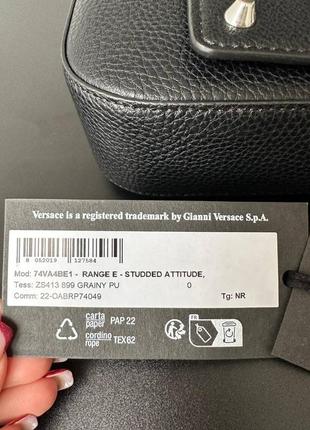 Versace is a registered trademark by Gianni Versace S.p.A.
8 052019 127584
Mod: 74VA4BE1 - RANGE E - STUDDED ATTITUDE,
Tess: ZS413 899 GRAINY PU 0
Comm: 22-OABRP74049 Tg: NR
carta
paper PAP 22
cordino
rope TEX62
FR